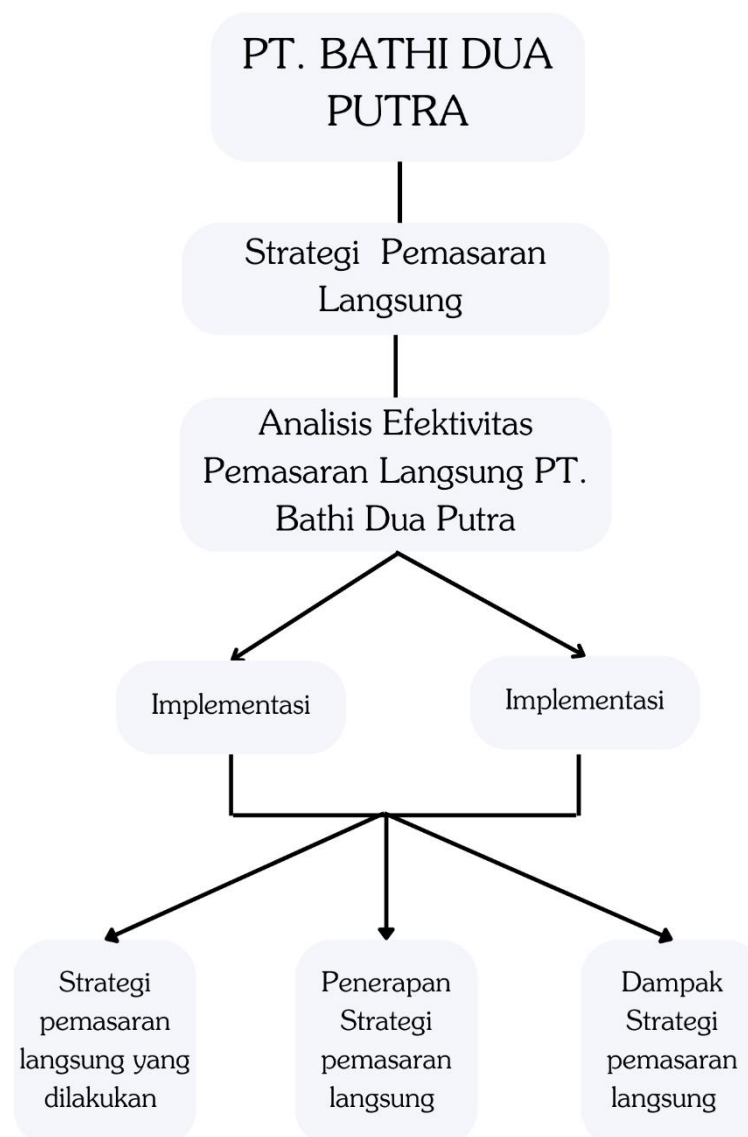 PT. BATHI DUA
PUTRA
Strategi Pemasaran
Langsung
Analisis Efektivitas
Pemasaran Langsung PT.
Bathi Dua Putra
Implementasi
Implementasi
Strategi
pemasaran
langsung yang
dilakukan
Penerapan
Strategi
pemasaran
langsung
Dampak
Strategi
pemasaran
langsung